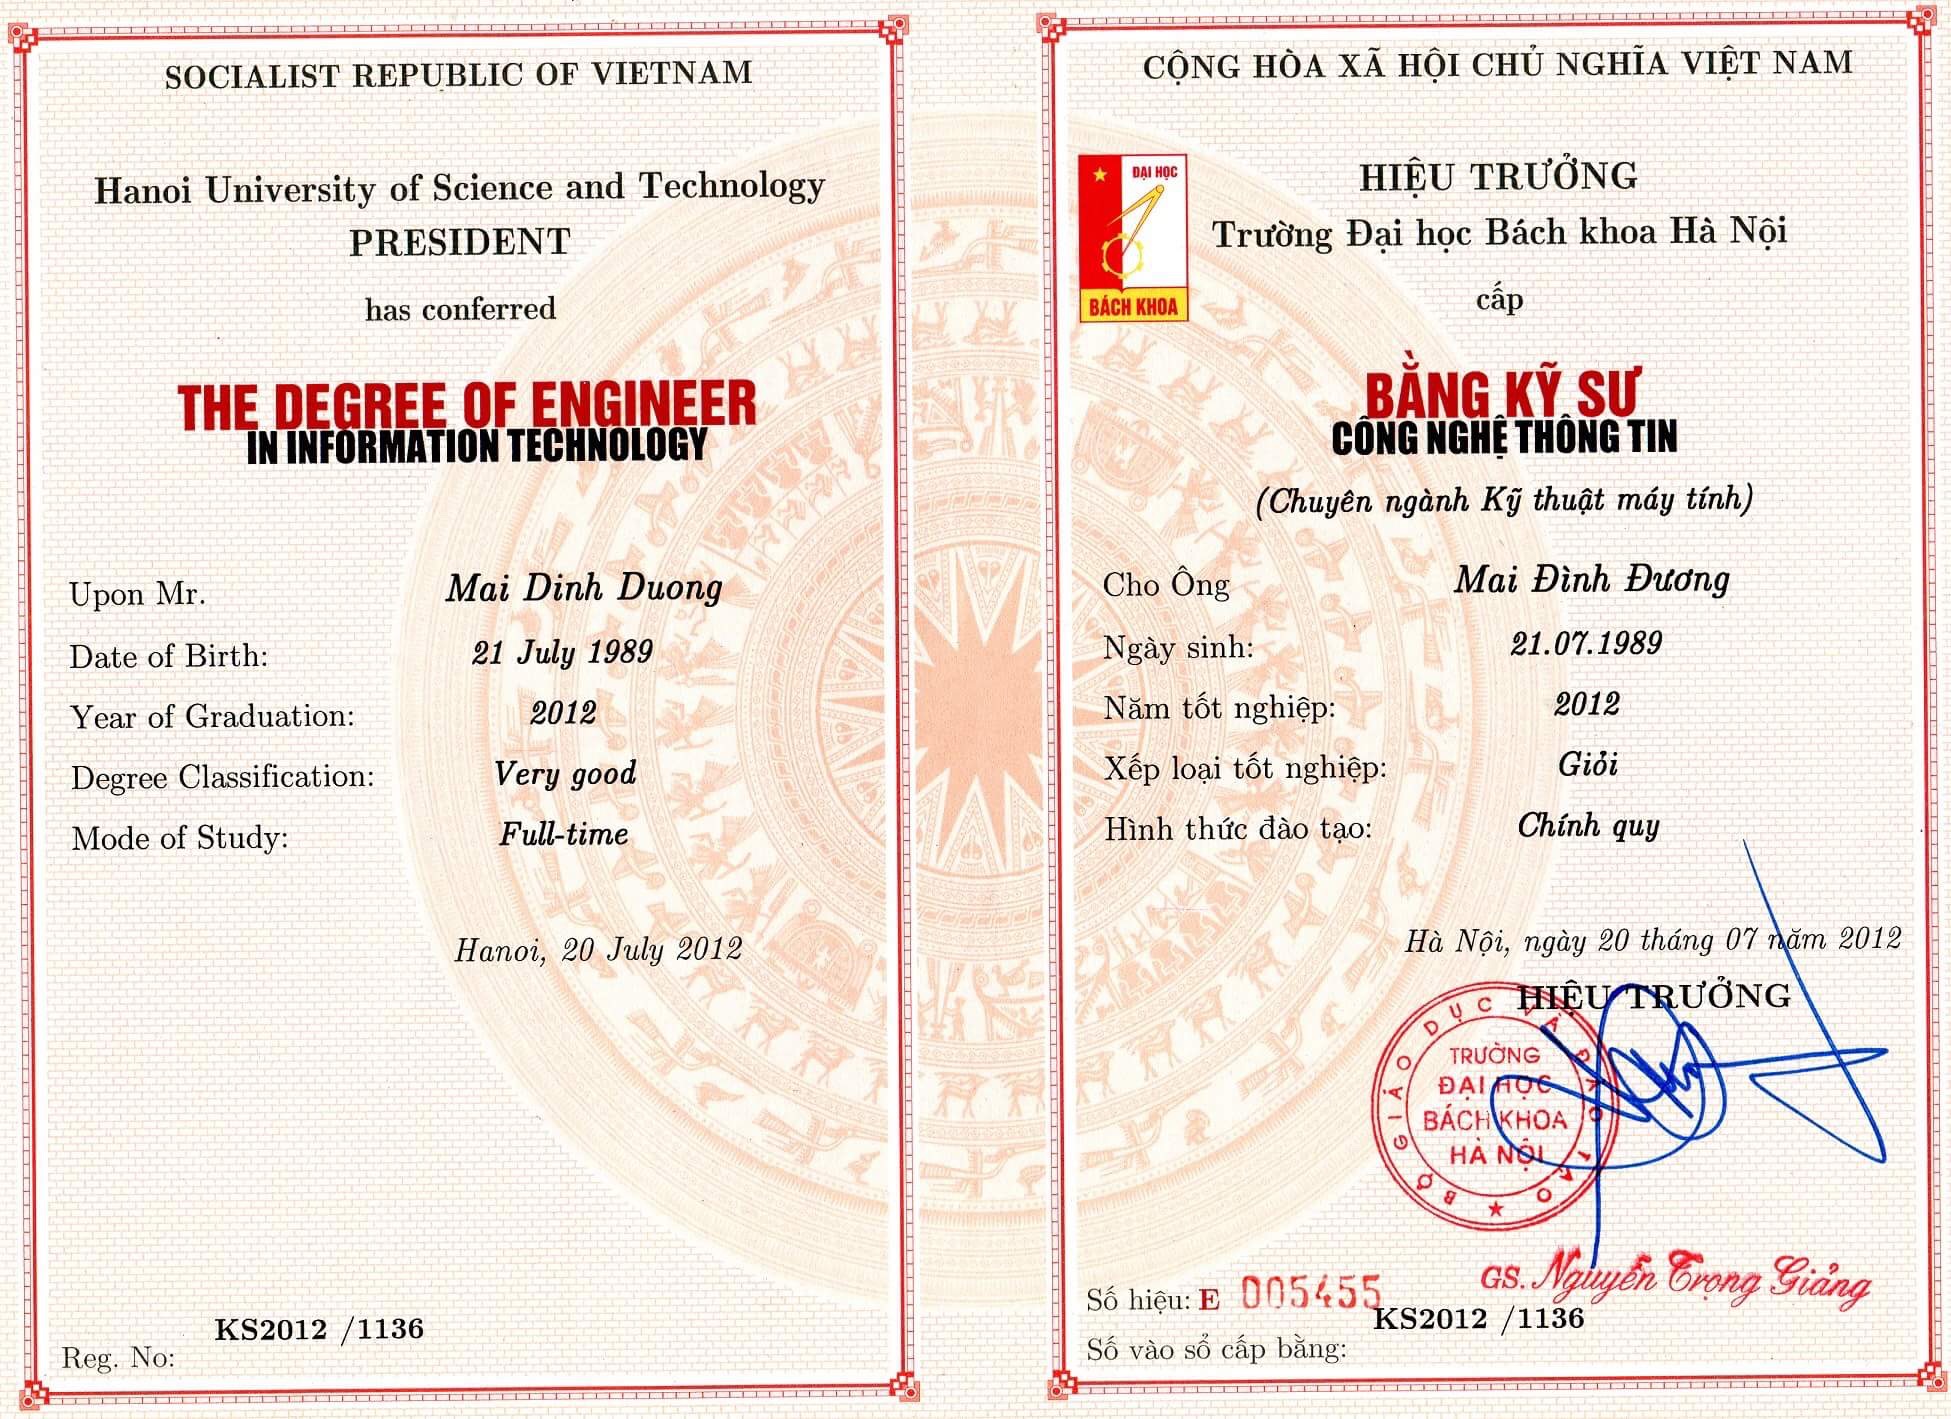 SOCIALIST REPUBLIC OF VIETNAM
Hanoi University of Science and Technology
PRESIDENT
has conferred
THE DEGREE OF ENGINEER
IN INFORMATION TECHNOLOGY
Upon Mr. Mai Dinh Duong
Date of Birth: 21 July 1989
Year of Graduation: 2012
Degree Classification: Very good
Mode of Study: Full-time
Hanoi, 20 July 2012
KS2012 /1136
Reg. No:
CỘNG HÒA XÃ HỘI CHỦ NGHĨA VIỆT NAM
ĐẠI HỌC
BÁCH KHOA
HIỆU TRƯỞNG
Trường Đại học Bách khoa Hà Nội
cấp
BẰNG KỸ SƯ
CÔNG NGHỆ THÔNG TIN
(Chuyên ngành Kỹ thuật máy tính)
Cho Ông Mai Đình Đương
Ngày sinh: 21.07.1989
Năm tốt nghiệp: 2012
Xếp loại tốt nghiệp: Giỏi
Hình thức đào tạo: Chính quy
Hà Nội, ngày 20 tháng 07 năm 2012
HIỆU TRƯỞNG
BỘ GIÁO DỤC VÀ ĐÀO TẠO
TRƯỜNG
ĐẠI HỌC
BÁCH KHOA
HÀ NỘI
GS. Nguyễn Trọng Giảng
Số hiệu: E 005455
KS2012 /1136
Số vào sổ cấp bằng: